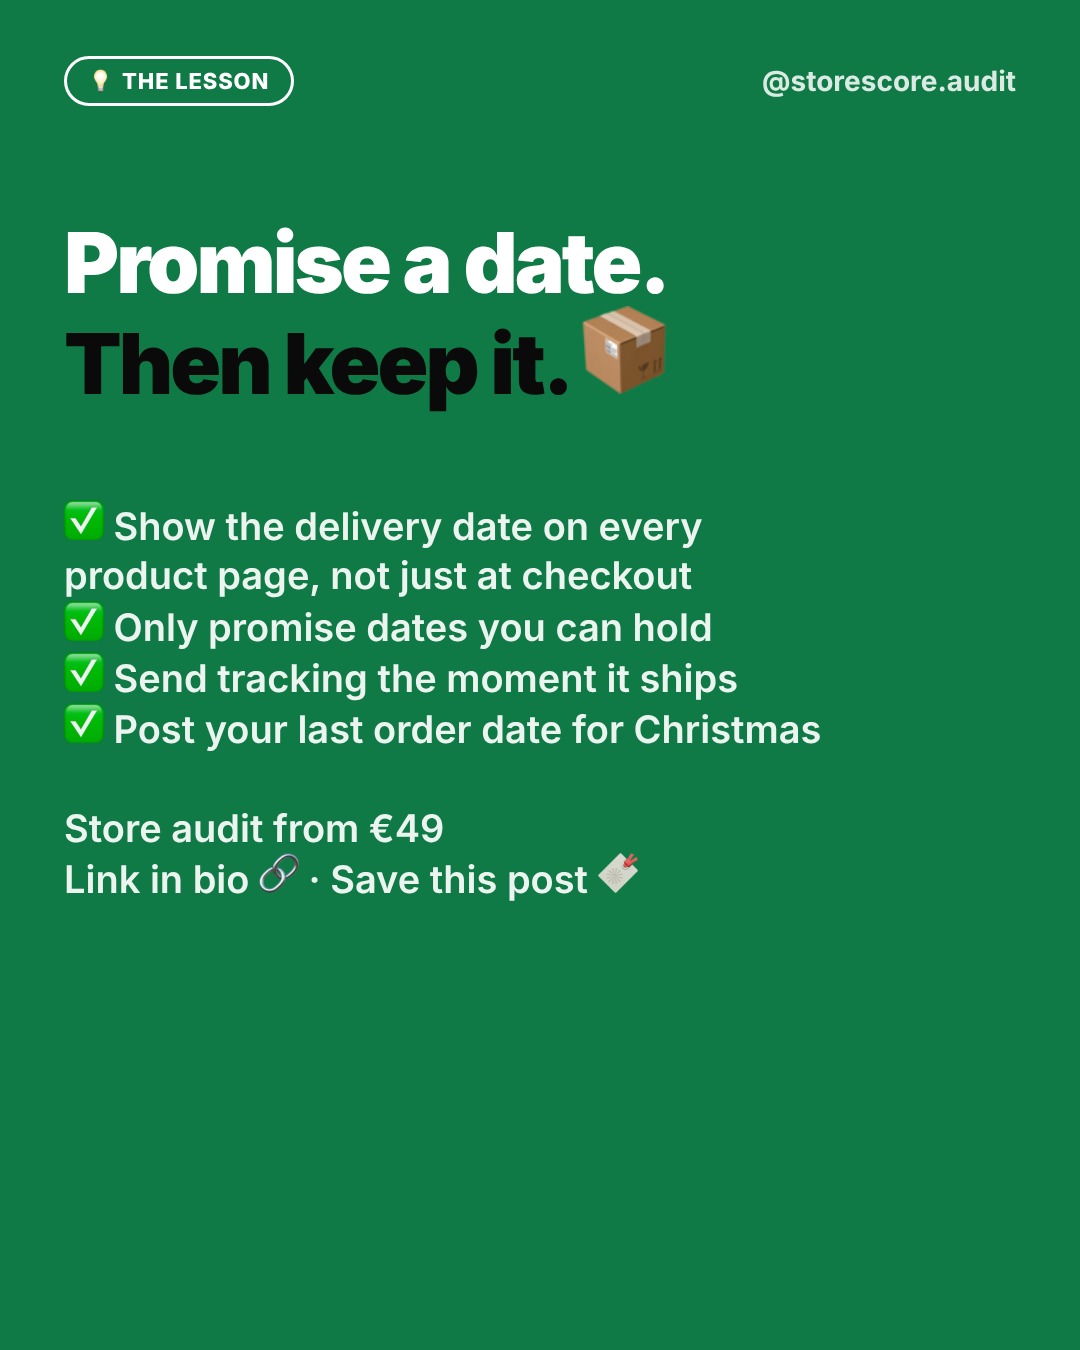 💡 THE LESSON
@storescore.audit
Promise a date.
Then keep it. 📦
✅ Show the delivery date on every
product page, not just at checkout
✅ Only promise dates you can hold
✅ Send tracking the moment it ships
✅ Post your last order date for Christmas
Store audit from €49
Link in bio 🔗 · Save this post 🔖